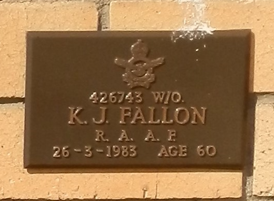 426743 W/O.
K. J. FALLON
R. A. A. F.
26-3-1983 AGE 60